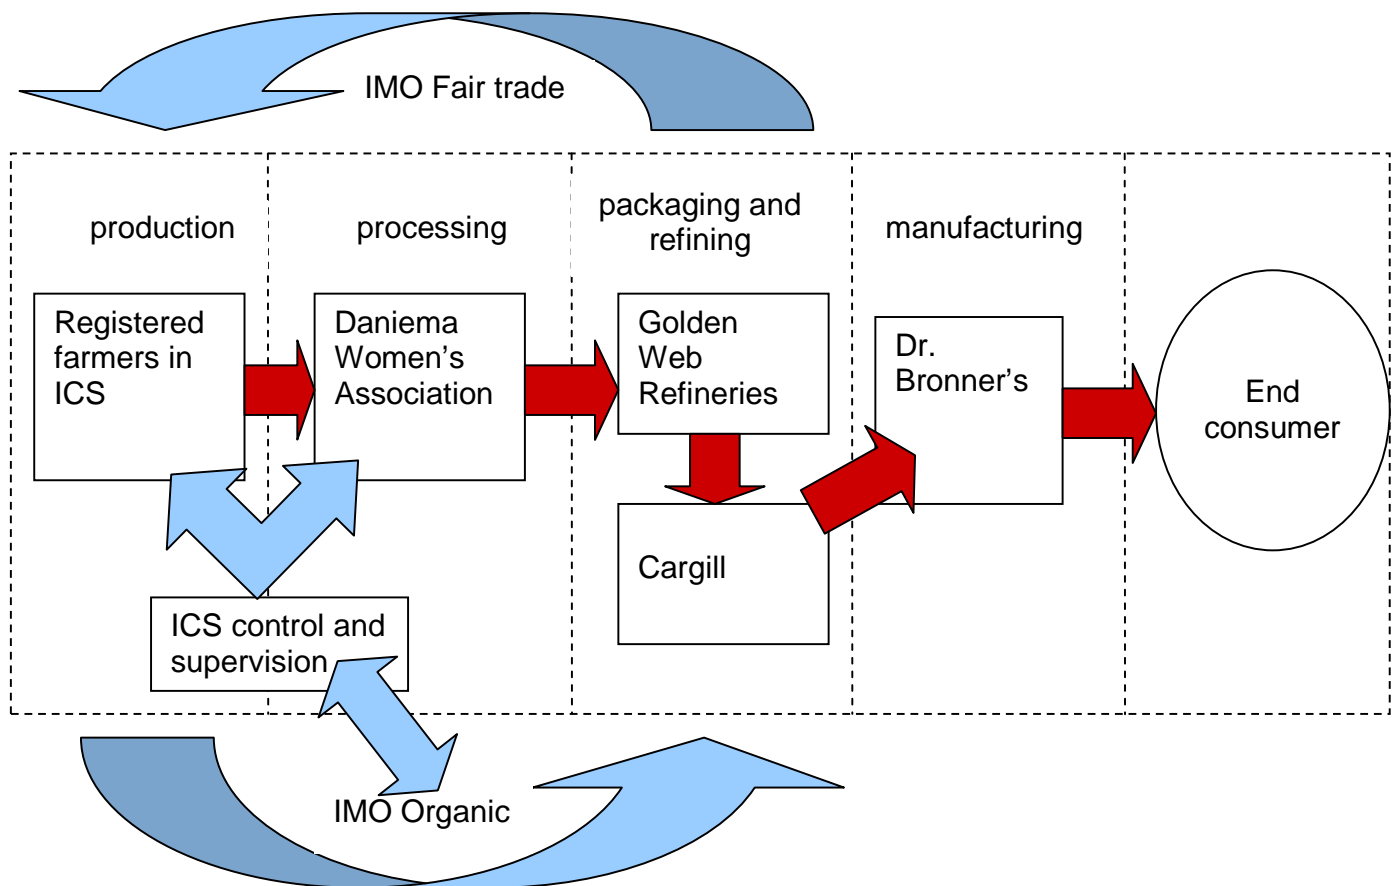 IMO Fair trade
production
processing
packaging and
refining
manufacturing
Registered
farmers in
ICS
Daniema
Women's
Association
Golden
Web
Refineries
Dr.
Bronner's
End
consumer
Cargill
ICS control and
supervision
IMO Organic